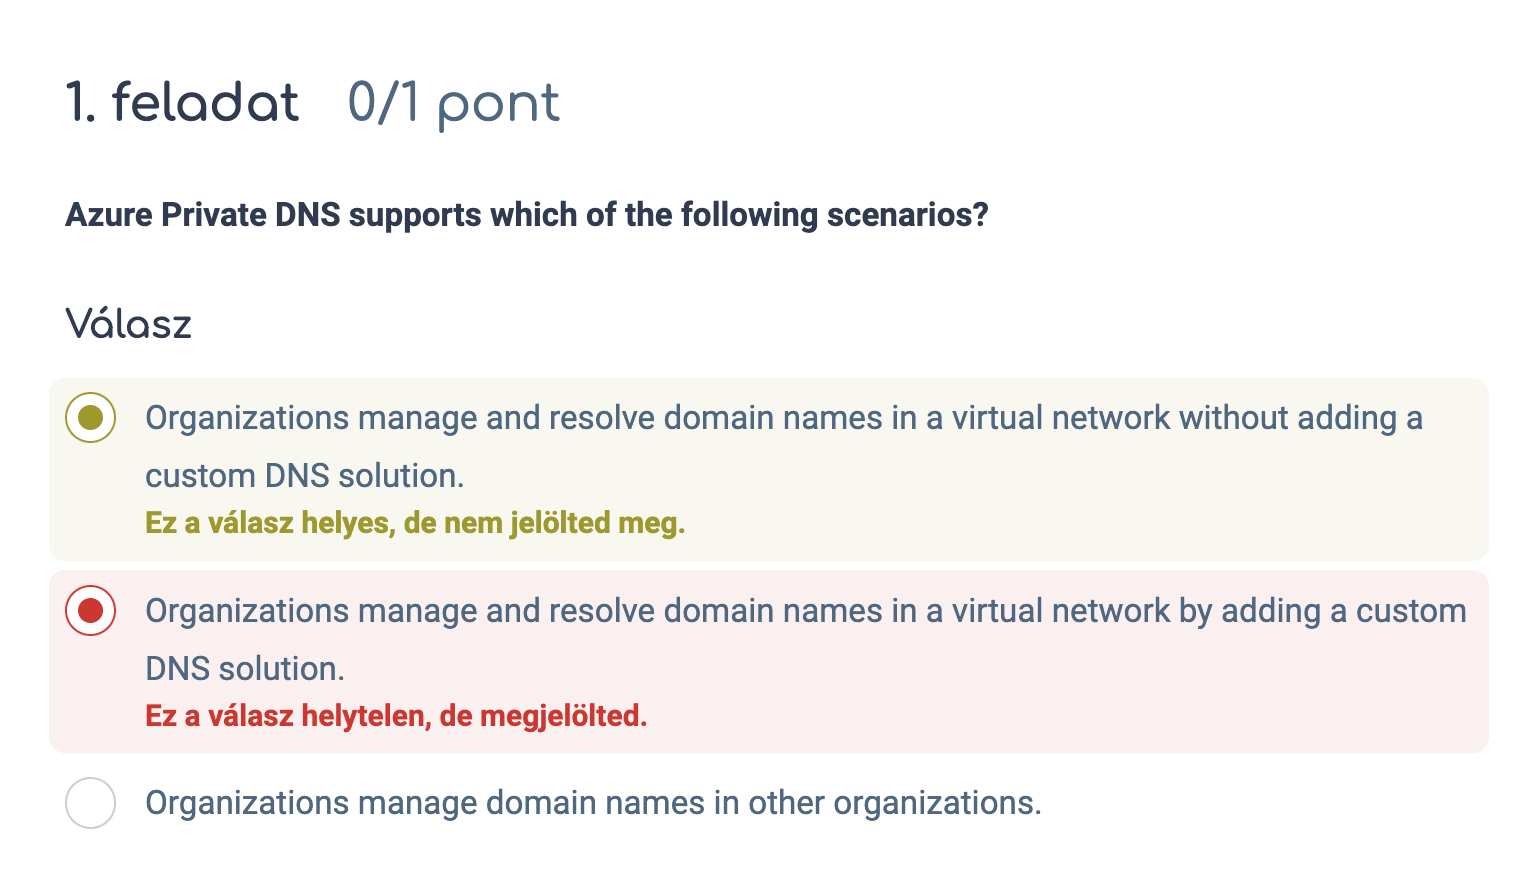 1. feladat 0/1 pont
Azure Private DNS supports which of the following scenarios?
Válasz
Organizations manage and resolve domain names in a virtual network without adding a
custom DNS solution.
Ez a válasz helyes, de nem jelölted meg.
Organizations manage and resolve domain names in a virtual network by adding a custom
DNS solution.
Ez a válasz helytelen, de megjelölted.
Organizations manage domain names in other organizations.